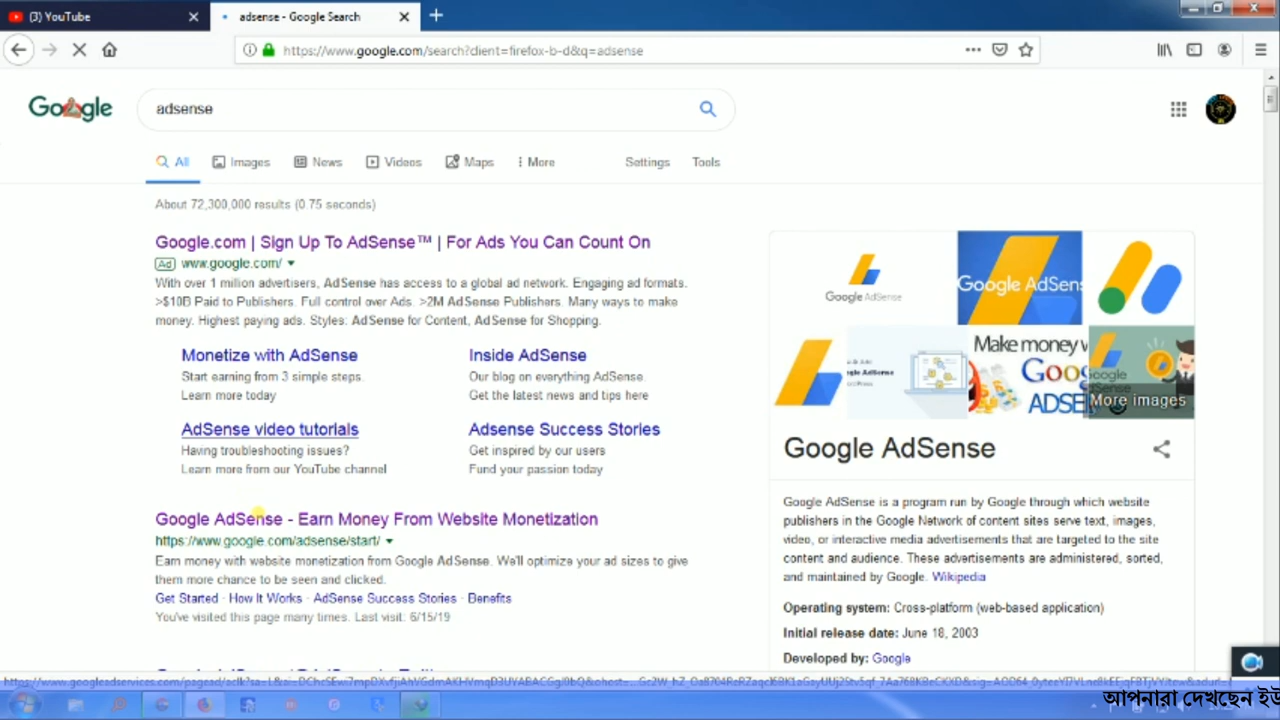 (3) YouTube
adsense - Google Search
https://www.google.com/search?client=firefox-b-d&q=adsense
Google
adsense
All Images News Videos Maps More Settings Tools
About 72,300,000 results (0.75 seconds)
Google.com | Sign Up To AdSense™ | For Ads You Can Count On
Ad www.google.com/
With over 1 million advertisers, AdSense has access to a global ad network. Engaging ad formats.
>$10B Paid to Publishers. Full control over Ads. >2M AdSense Publishers. Many ways to make
money. Highest paying ads. Styles: AdSense for Content, AdSense for Shopping.
Monetize with AdSense
Start earning from 3 simple steps.
Learn more today
Inside AdSense
Our blog on everything AdSense.
Get the latest news and tips here
AdSense video tutorials
Having troubleshooting issues?
Learn more from our YouTube channel
Adsense Success Stories
Get inspired by our users
Fund your passion today
Google AdSense - Earn Money From Website Monetization
https://www.google.com/adsense/start/
Earn money with website monetization from Google AdSense. We'll optimize your ad sizes to give
them more chance to be seen and clicked.
Get Started · How It Works · AdSense Success Stories · Benefits
You've visited this page many times. Last visit: 6/15/19
Google AdSense
Google AdSens
Make money
More images
Google AdSense
Google AdSense is a program run by Google through which website
publishers in the Google Network of content sites serve text, images,
video, or interactive media advertisements that are targeted to the site
content and audience. These advertisements are administered, sorted,
and maintained by Google. Wikipedia
Operating system: Cross-platform (web-based application)
Initial release date: June 18, 2003
Developed by: Google
আপনারা দেখছেন ইউ